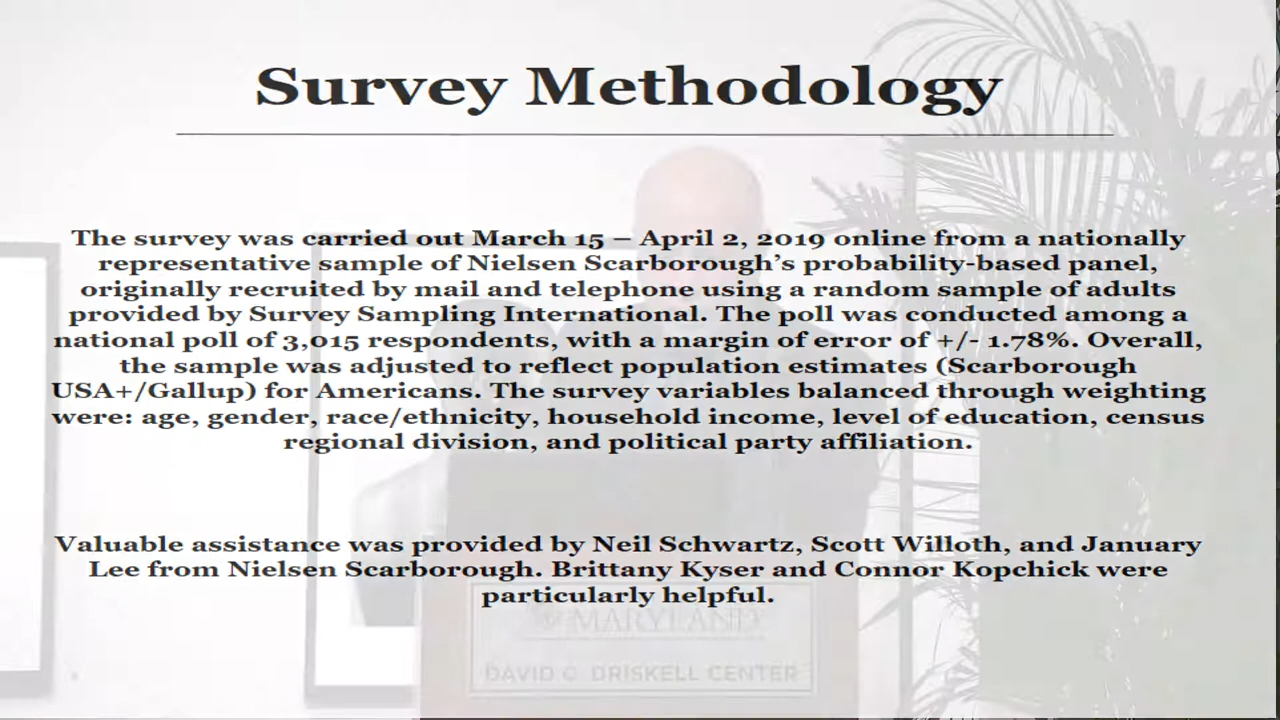 Survey Methodology
The survey was carried out March 15 – April 2, 2019 online from a nationally
representative sample of Nielsen Scarborough’s probability-based panel,
originally recruited by mail and telephone using a random sample of adults
provided by Survey Sampling International. The poll was conducted among a
national poll of 3,015 respondents, with a margin of error of +/- 1.78%. Overall,
the sample was adjusted to reflect population estimates (Scarborough
USA+/Gallup) for Americans. The survey variables balanced through weighting
were: age, gender, race/ethnicity, household income, level of education, census
regional division, and political party affiliation.
Valuable assistance was provided by Neil Schwartz, Scott Willoth, and January
Lee from Nielsen Scarborough. Brittany Kyser and Connor Kopchick were
particularly helpful.
MARYLAND
DAVID C. DRISKELL CENTER